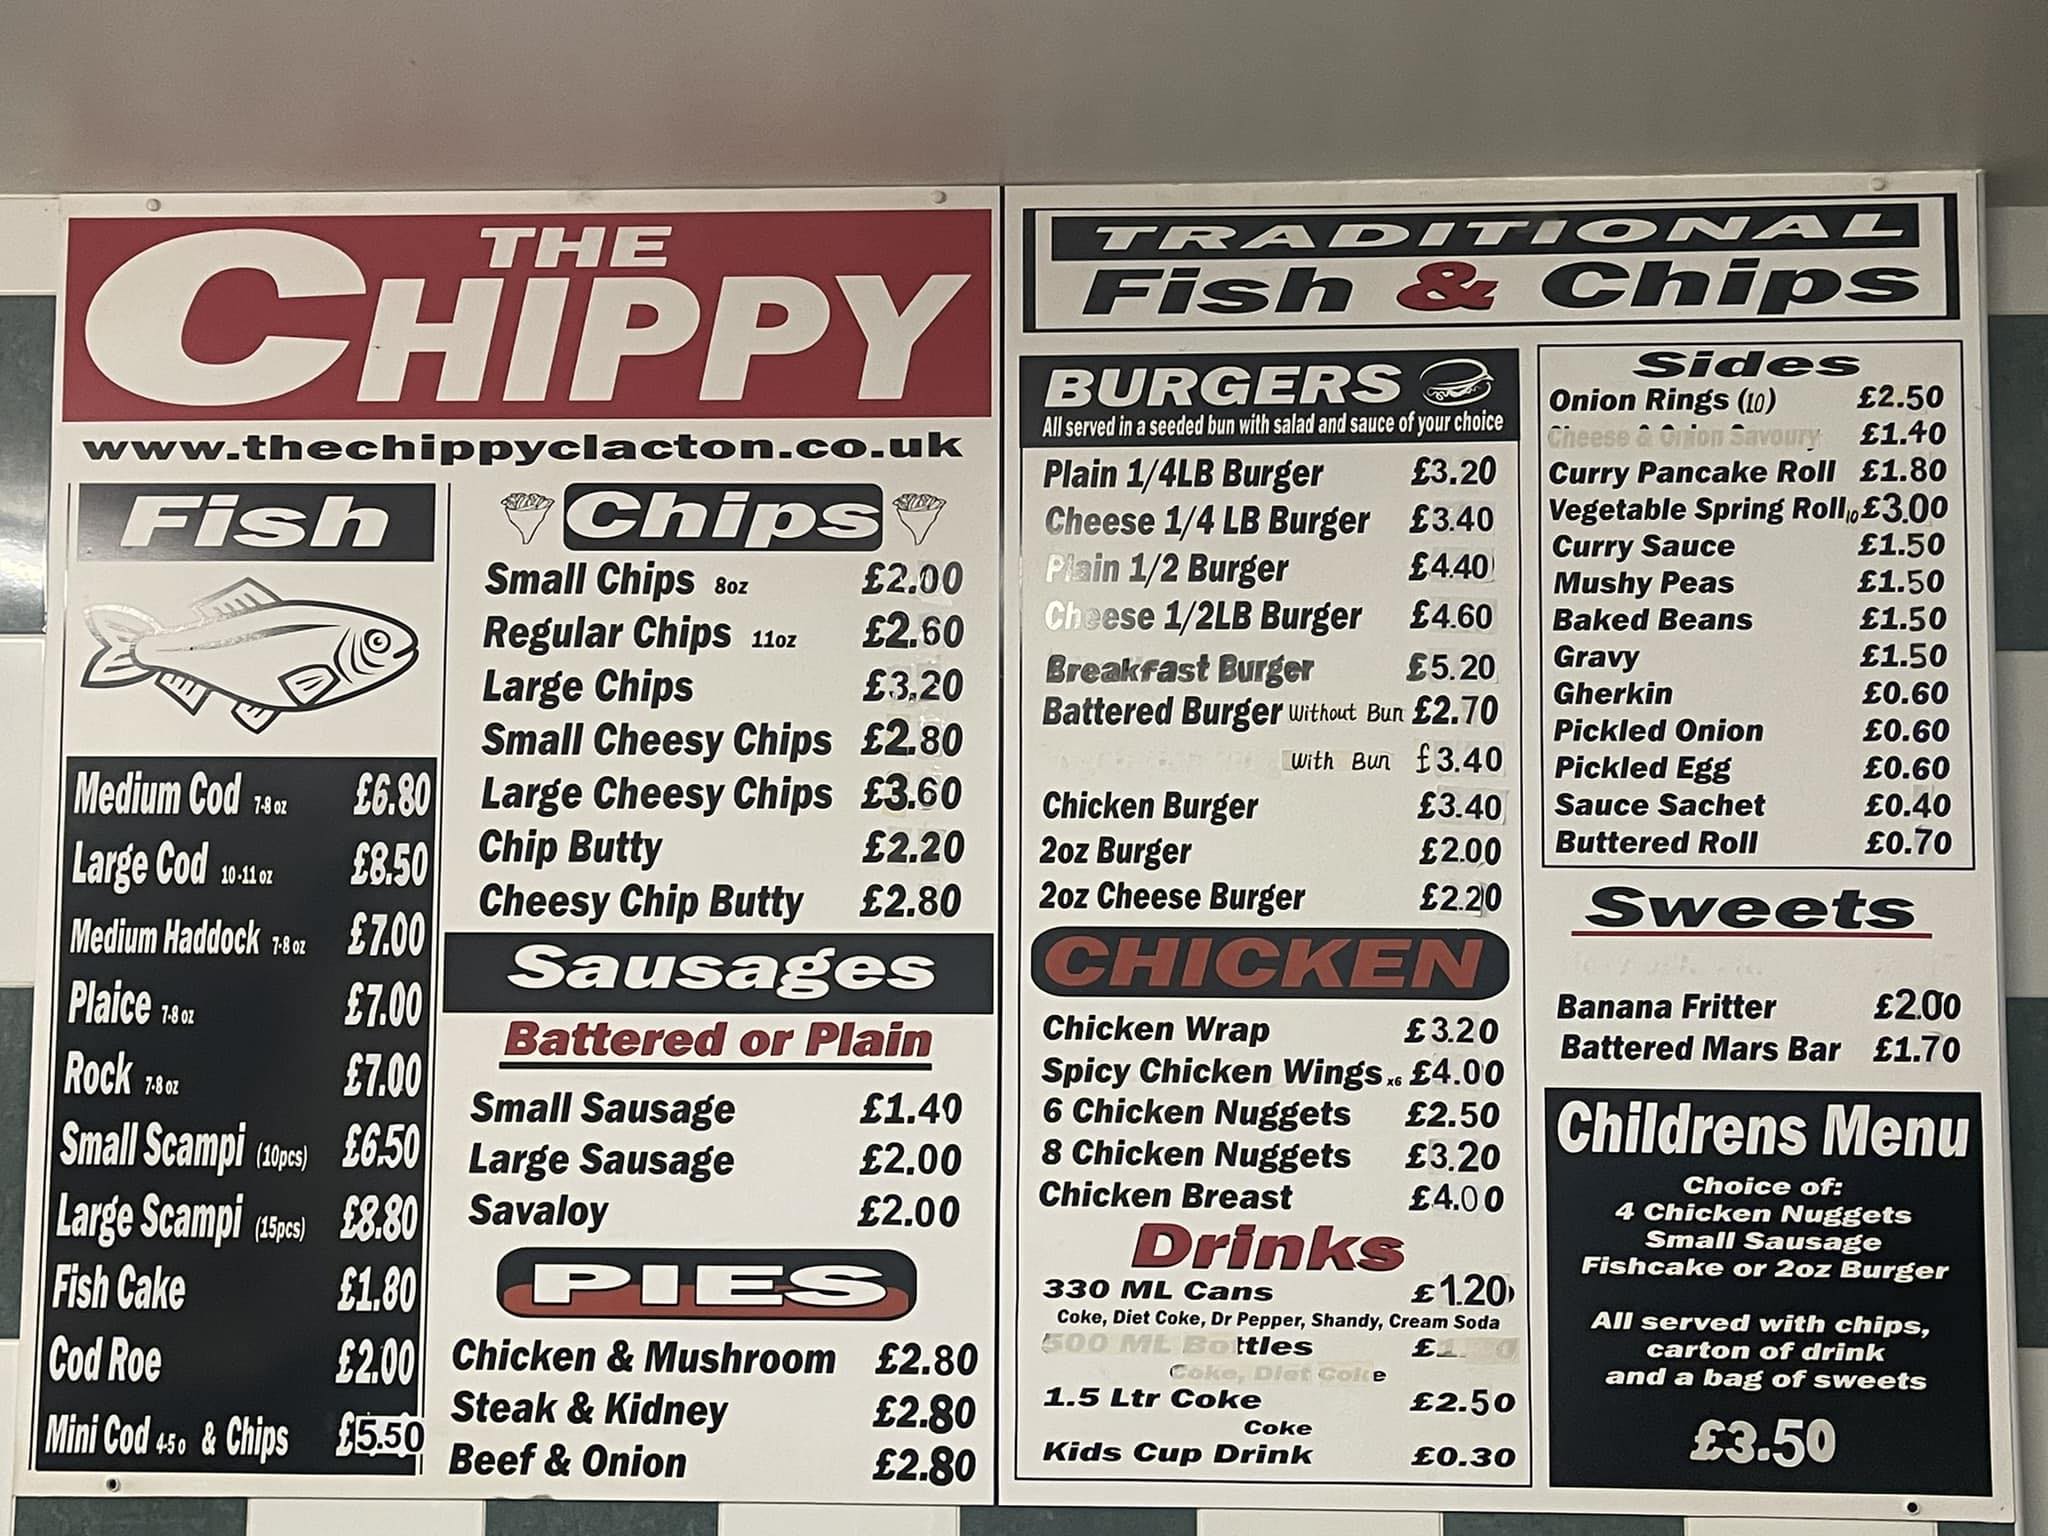 THE
CHIPPY
www.thechippyclacton.co.uk
Fish
Medium Cod 7-8 oz £6.80
Large Cod 10-11 oz £8.50
Medium Haddock 7-8 oz £7.00
Plaice 7-8 oz £7.00
Rock 7-8 oz £7.00
Small Scampi (10pcs) £6.50
Large Scampi (15pcs) £8.80
Fish Cake £1.80
Cod Roe £2.00
Mini Cod 4-5 o & Chips £5.50
Chips
Small Chips 8oz £2.00
Regular Chips 11oz £2.60
Large Chips £3.20
Small Cheesy Chips £2.80
Large Cheesy Chips £3.60
Chip Butty £2.20
Cheesy Chip Butty £2.80
Sausages
Battered or Plain
Small Sausage £1.40
Large Sausage £2.00
Savaloy £2.00
PIES
Chicken & Mushroom £2.80
Steak & Kidney £2.80
Beef & Onion £2.80
TRADITIONAL
Fish & Chips
BURGERS
All served in a seeded bun with salad and sauce of your choice
Plain 1/4LB Burger £3.20
Cheese 1/4 LB Burger £3.40
Plain 1/2 Burger £4.40
Cheese 1/2LB Burger £4.60
Breakfast Burger £5.20
Battered Burger Without Bun £2.70
With Bun £3.40
Chicken Burger £3.40
2oz Burger £2.00
2oz Cheese Burger £2.20
CHICKEN
Chicken Wrap £3.20
Spicy Chicken Wings x6 £4.00
6 Chicken Nuggets £2.50
8 Chicken Nuggets £3.20
Chicken Breast £4.00
Drinks
330 ML Cans £1.20
Coke, Diet Coke, Dr Pepper, Shandy, Cream Soda
500 ML Bottles
Coke, Diet Coke
1.5 Ltr Coke £2.50
Coke
Kids Cup Drink £0.30
Sides
Onion Rings (10) £2.50
Cheese & Onion Savoury £1.40
Curry Pancake Roll £1.80
Vegetable Spring Roll 10 £3.00
Curry Sauce £1.50
Mushy Peas £1.50
Baked Beans £1.50
Gravy £1.50
Gherkin £0.60
Pickled Onion £0.60
Pickled Egg £0.60
Sauce Sachet £0.40
Buttered Roll £0.70
Sweets
Banana Fritter £2.00
Battered Mars Bar £1.70
Childrens Menu
Choice of:
4 Chicken Nuggets
Small Sausage
Fishcake or 2oz Burger
All served with chips,
carton of drink
and a bag of sweets
£3.50